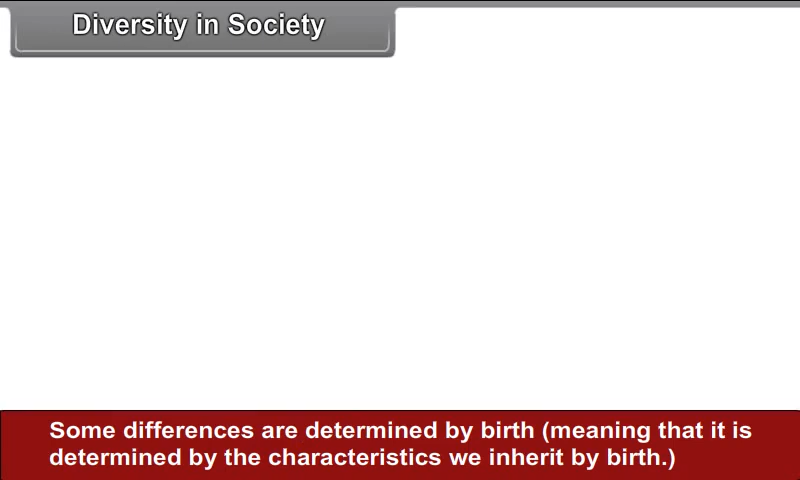 Diversity in Society
Some differences are determined by birth (meaning that it is
determined by the characteristics we inherit by birth.)